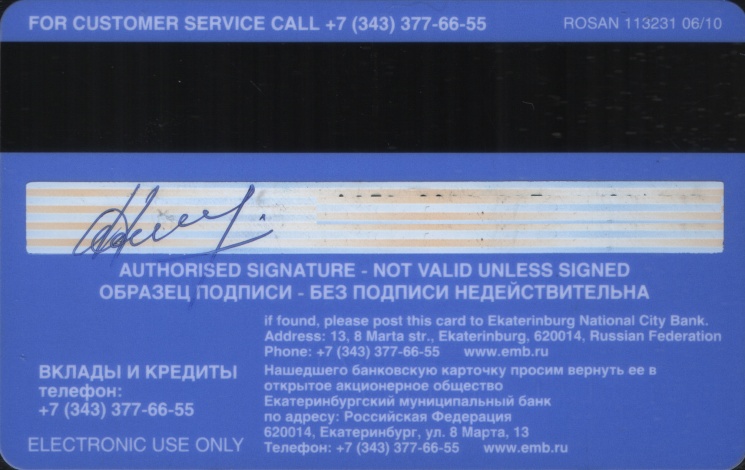 FOR CUSTOMER SERVICE CALL +7 (343) 377-66-55
ROSAN 113231 06/10
AUTHORISED SIGNATURE - NOT VALID UNLESS SIGNED
ОБРАЗЕЦ ПОДПИСИ - БЕЗ ПОДПИСИ НЕДЕЙСТВИТЕЛЬНА
if found, please post this card to Ekaterinburg National City Bank.
Address: 13, 8 Marta str., Ekaterinburg, 620014, Russian Federation
Phone: +7 (343) 377-66-55 www.emb.ru
ВКЛАДЫ И КРЕДИТЫ
телефон:
+7 (343) 377-66-55
Нашедшего банковскую карточку просим вернуть ее в
открытое акционерное общество
Екатеринбургский муниципальный банк
по адресу: Российская Федерация
620014, Екатеринбург, ул. 8 Марта, 13
Телефон: +7 (343) 377-66-55 www.emb.ru
ELECTRONIC USE ONLY